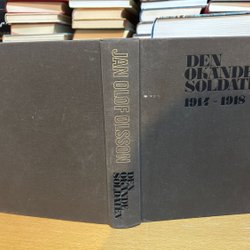 JAN OLOF OLSSON
DEN
OKÄNDE
SOLDATEN
DEN
OKÄNDE
SOLDATEN
1914-1918